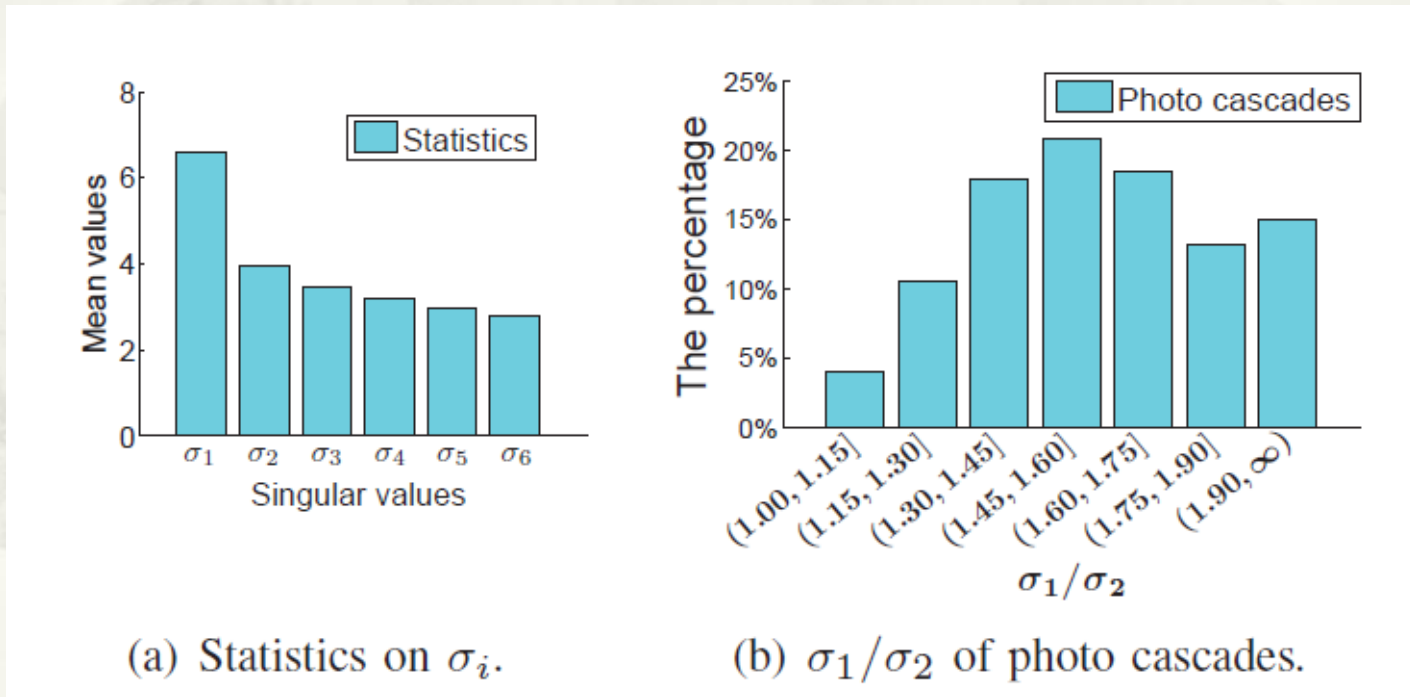 8
6
4
2
0
Mean values
Statistics
σ1 σ2 σ3 σ4 σ5 σ6
Singular values
(a) Statistics on σi.
25%
20%
15%
10%
5%
0%
The percentage
Photo cascades
(1.00, 1.15]
(1.15, 1.30]
(1.30, 1.45]
(1.45, 1.60]
(1.60, 1.75]
(1.75, 1.90]
(1.90, ∞)
σ1/σ2
(b) σ1/σ2 of photo cascades.